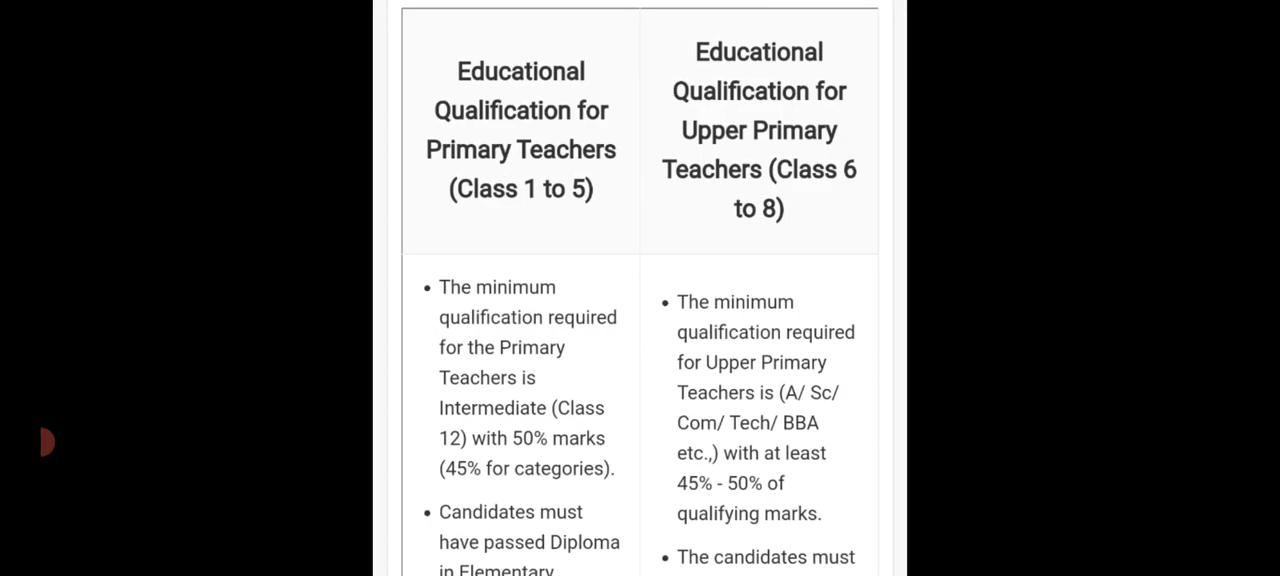 Educational
Qualification for
Primary Teachers
(Class 1 to 5)
Educational
Qualification for
Upper Primary
Teachers (Class 6
to 8)
• The minimum
qualification required
for the Primary
Teachers is
Intermediate (Class
12) with 50% marks
(45% for categories).
• Candidates must
have passed Diploma
in Elementary
• The minimum
qualification required
for Upper Primary
Teachers is (A/ Sc/
Com/ Tech/ BBA
etc.,) with at least
45% - 50% of
qualifying marks.
• The candidates must